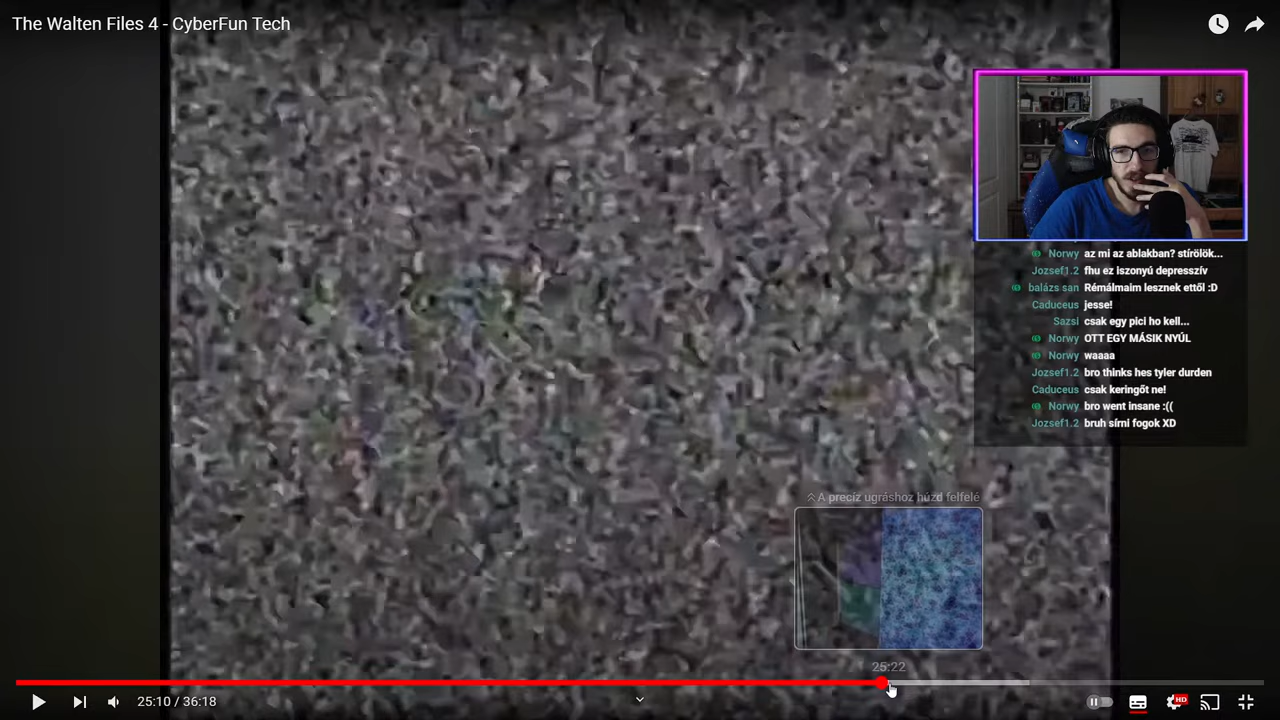 The Walten Files 4 - CyberFun Tech
Norwy az mi az ablakban? stírölök...
Jozsef1.2 fhu ez iszonyú depresszív
balázs san Rémálmaim lesznek ettől :D
Caduceus jesse!
Sazsi csak egy pici ho kell...
Norwy OTT EGY MÁSIK NYÚL
Norwy waaaa
Jozsef1.2 bro thinks hes tyler durden
Caduceus csak keringőt ne!
Norwy bro went insane :((
Jozsef1.2 bruh sírni fogok XD
A precíz ugráshoz húzd felfelé
25:22
25:10 / 36:18
HD